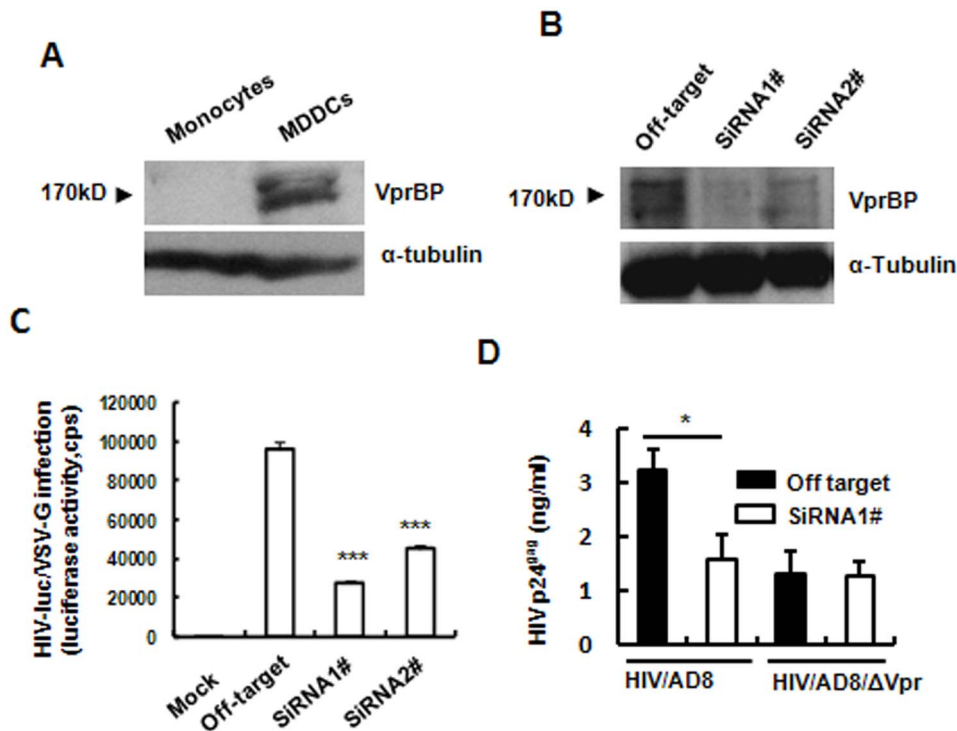 A
Monocytes
MDDCs
170kD
VprBP
α-tubulin
B
Off-target
SiRNA1#
SiRNA2#
170kD
VprBP
α-Tubulin
C
HIV-luc/VSV-G infection
(luciferase activity,cps)
120000
100000
80000
60000
40000
20000
0
***
***
Mock
Off-target
SiRNA1#
SiRNA2#
D
HIV p24gag (ng/ml)
4
3
2
1
0
*
Off target
SiRNA1#
HIV/AD8
HIV/AD8/ΔVpr